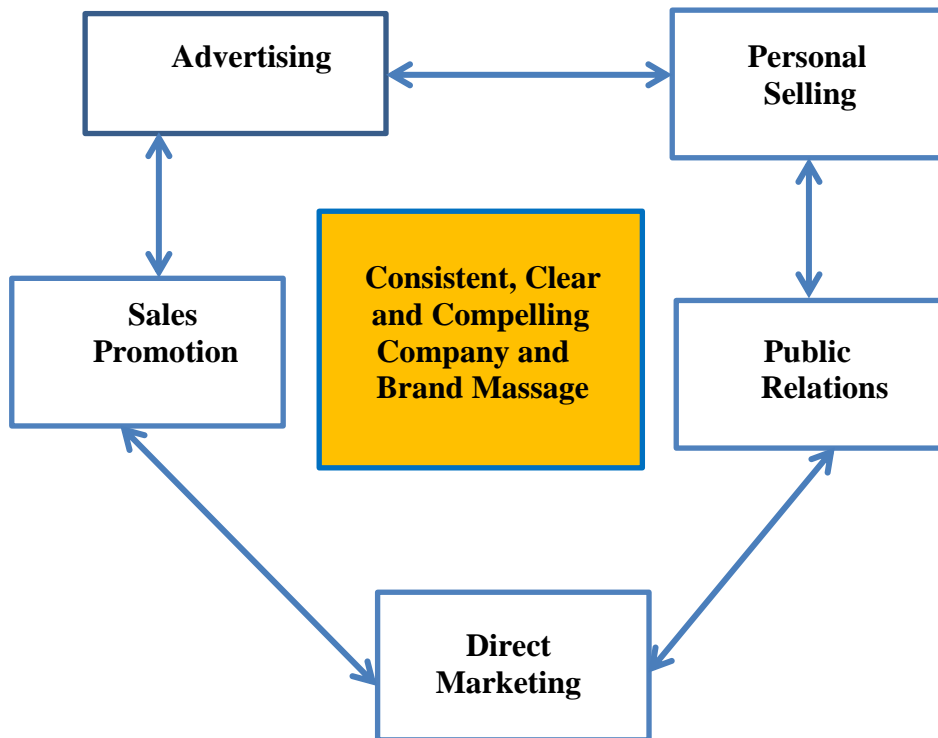 Advertising
Personal
Selling
Consistent, Clear
and Compelling
Company and
Brand Massage
Sales
Promotion
Public
Relations
Direct
Marketing